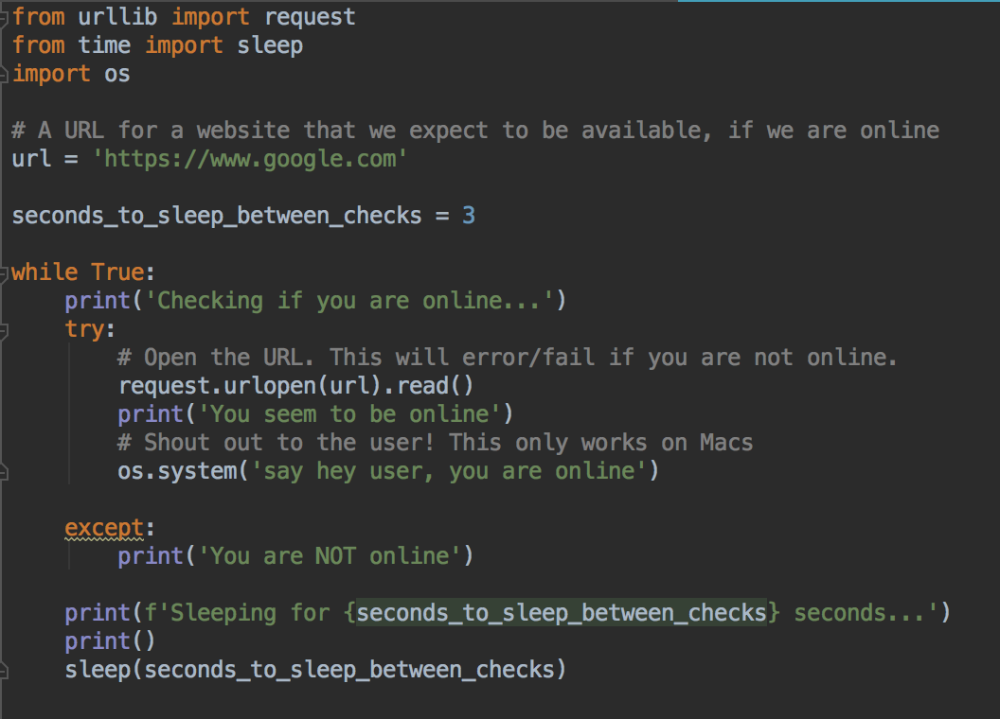 from urllib import request
from time import sleep
import os

# A URL for a website that we expect to be available, if we are online
url = 'https://www.google.com'

seconds_to_sleep_between_checks = 3

while True:
    print('Checking if you are online...')
    try:
        # Open the URL. This will error/fail if you are not online.
        request.urlopen(url).read()
        print('You seem to be online')
        # Shout out to the user! This only works on Macs
        os.system('say hey user, you are online')

    except:
        print('You are NOT online')

    print(f'Sleeping for {seconds_to_sleep_between_checks} seconds...')
    print()
    sleep(seconds_to_sleep_between_checks)